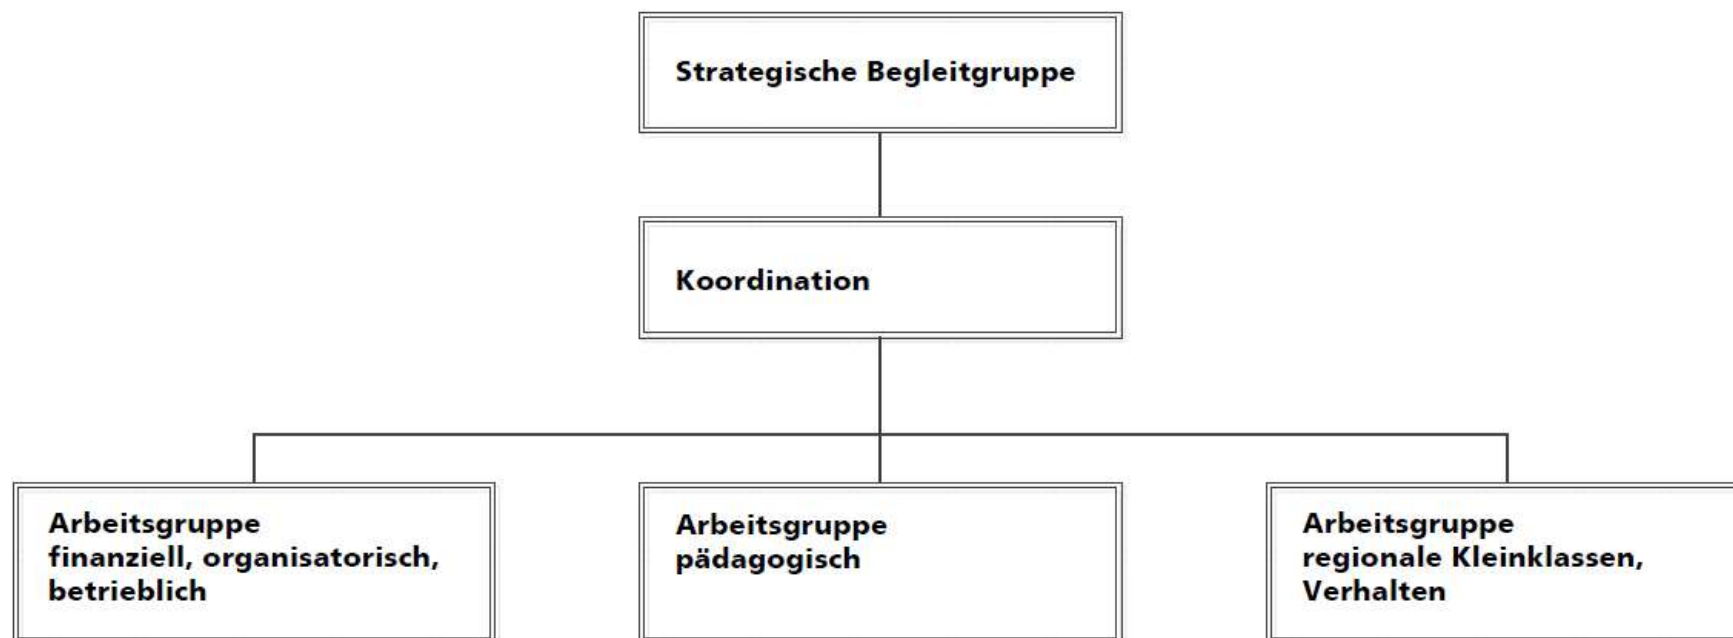 Strategische Begleitgruppe
Koordination
Arbeitsgruppe
finanziell, organisatorisch,
betrieblich
Arbeitsgruppe
pädagogisch
Arbeitsgruppe
regionale Kleinklassen,
Verhalten